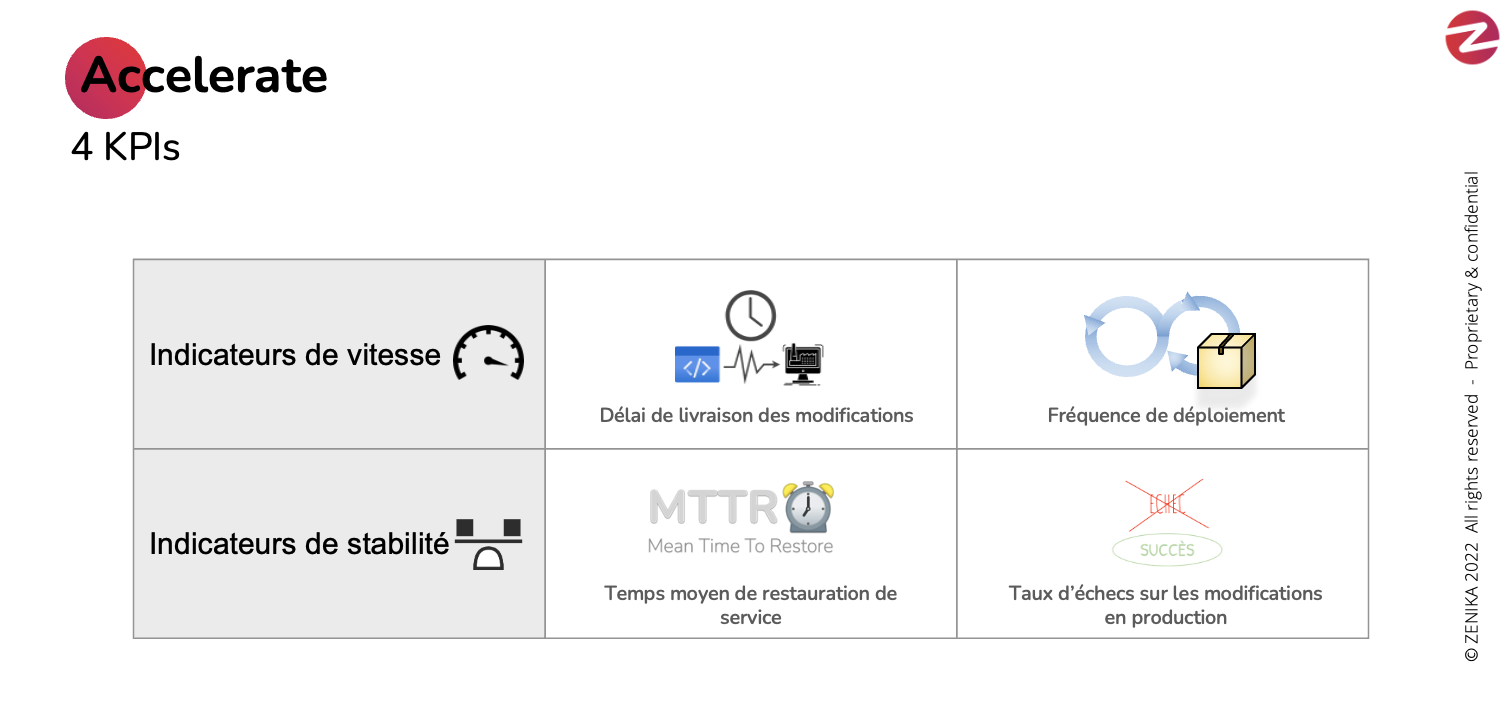 Accelerate
4 KPIs
Indicateurs de vitesse
</>
Délai de livraison des modifications
Fréquence de déploiement
Indicateurs de stabilité
MTTR
Mean Time To Restore
Temps moyen de restauration de
service
ECHEC
SUCCÈS
Taux d’échecs sur les modifications
en production
© ZENIKA 2022 All rights reserved - Proprietary & confidential